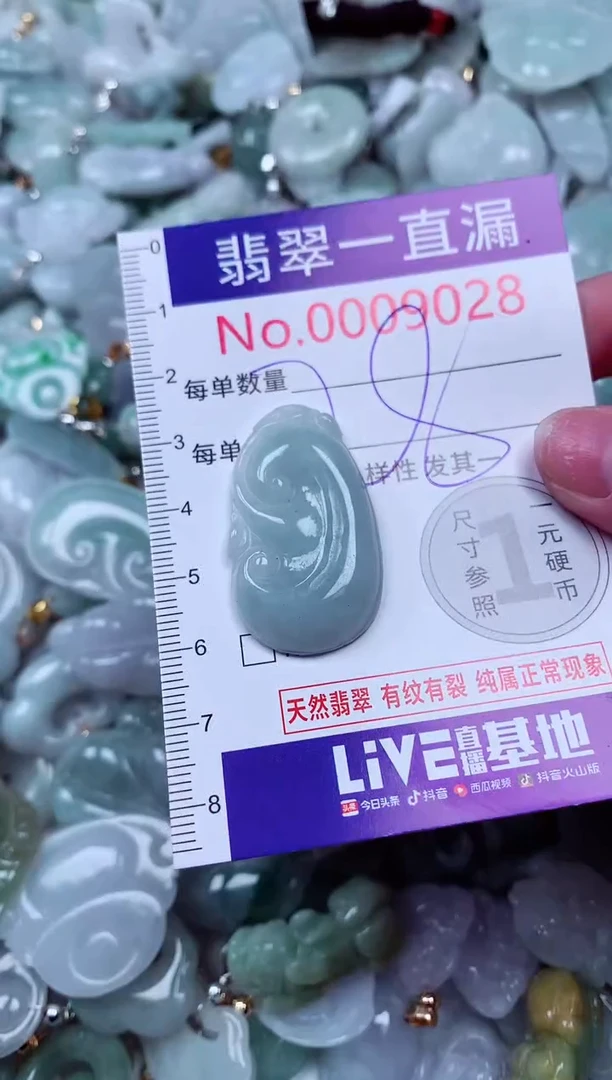 翡翠一直漏
No.0009028
每单数量
每单
样性发其一
0
1
2
3
4
5
6
7
8
尺寸参照
1
一元硬币
天然翡翠 有纹有裂 纯属正常现象
LiVE直播基地
头条 今日头条 抖音 西瓜视频 抖音火山版